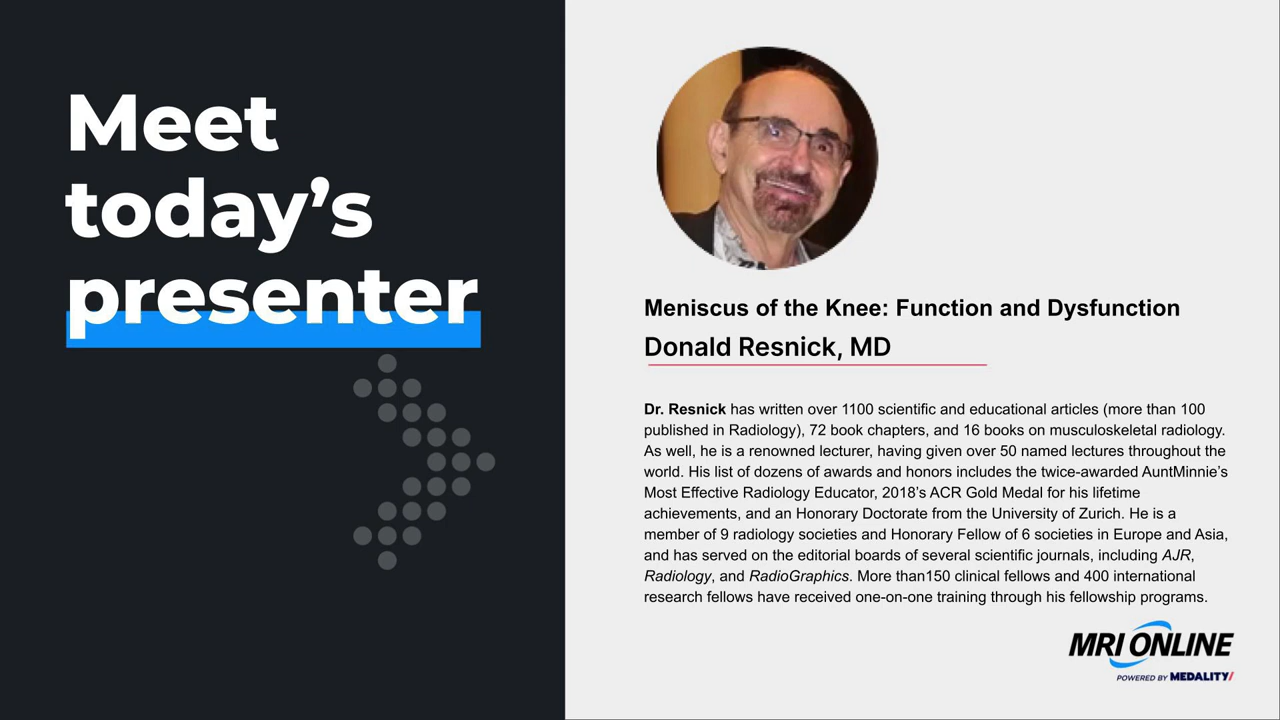 Meet
today’s
presenter
Meniscus of the Knee: Function and Dysfunction
Donald Resnick, MD
Dr. Resnick has written over 1100 scientific and educational articles (more than 100
published in Radiology), 72 book chapters, and 16 books on musculoskeletal radiology.
As well, he is a renowned lecturer, having given over 50 named lectures throughout the
world. His list of dozens of awards and honors includes the twice-awarded AuntMinnie’s
Most Effective Radiology Educator, 2018’s ACR Gold Medal for his lifetime
achievements, and an Honorary Doctorate from the University of Zurich. He is a
member of 9 radiology societies and Honorary Fellow of 6 societies in Europe and Asia,
and has served on the editorial boards of several scientific journals, including AJR,
Radiology, and RadioGraphics. More than150 clinical fellows and 400 international
research fellows have received one-on-one training through his fellowship programs.
MRI ONLINE
POWERED BY MEDALITY/